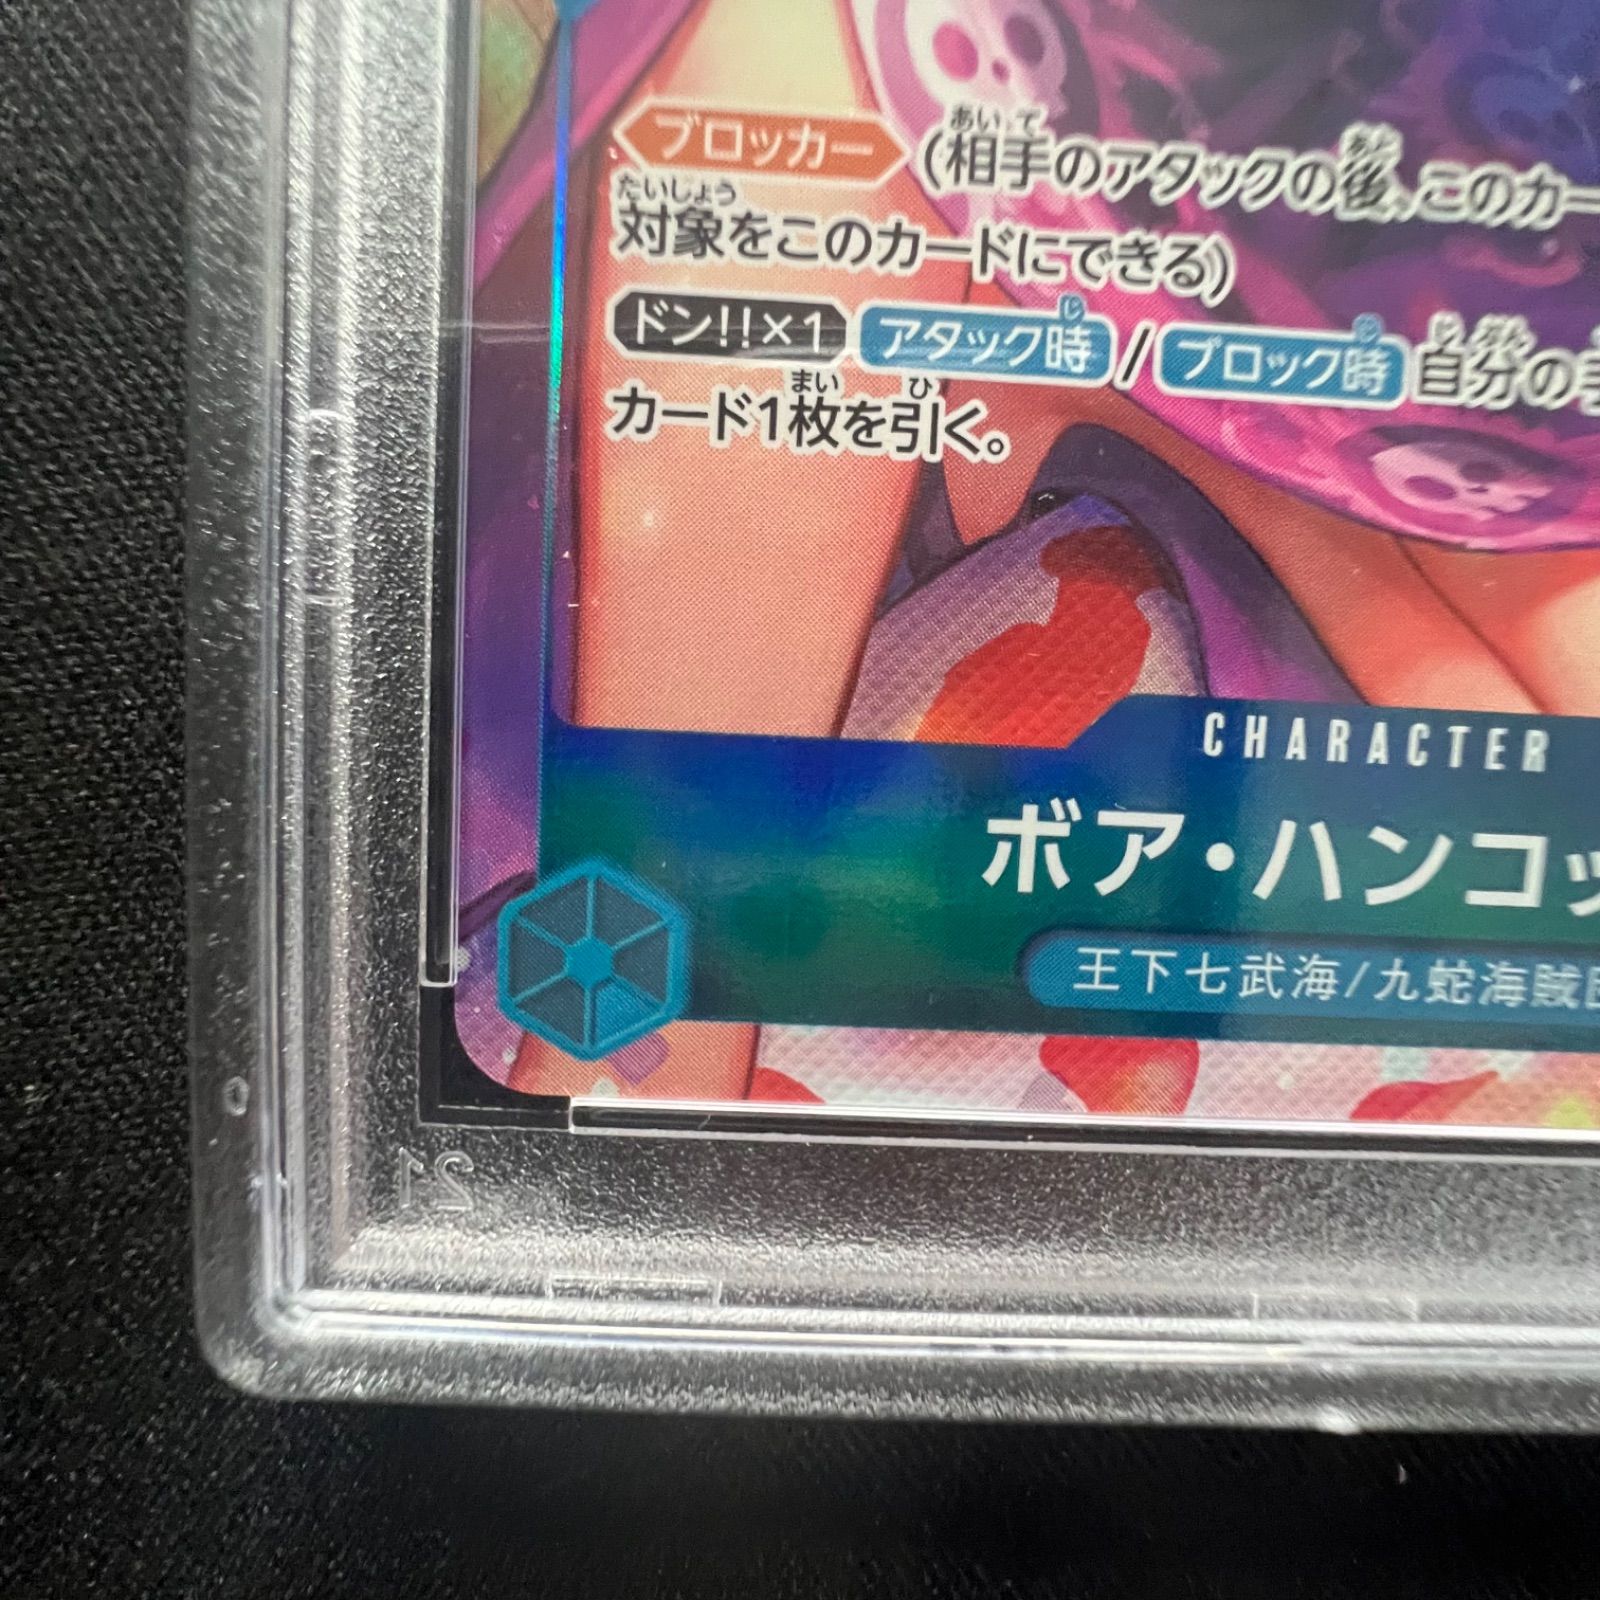 ブロッカー (相手のアタックの後、このカー
対象をこのカードにできる)
ドン!!×1 アタック時 / ブロック時 自分の手
カード1枚を引く。
CHARACTER
ボア・ハンコッ
王下七武海/九蛇海賊団
21